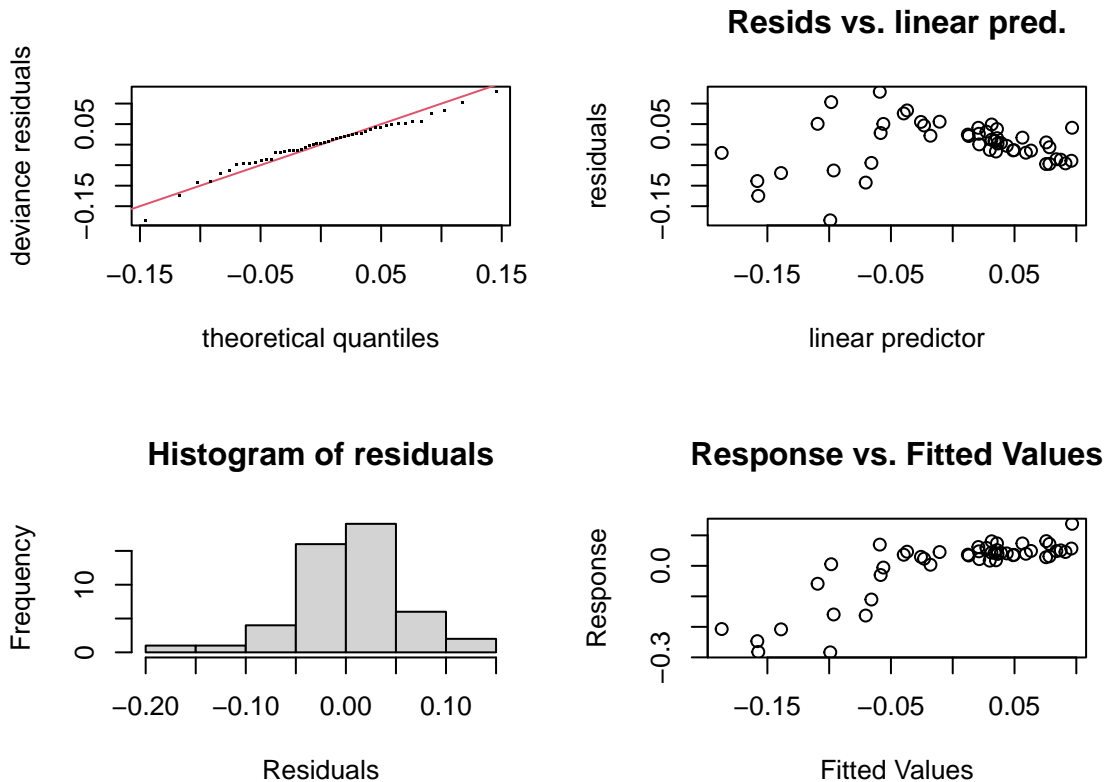 deviance residuals
0.05
−0.15
−0.15
−0.05
0.05
0.15
theoretical quantiles
Resids vs. linear pred.
residuals
0.05
−0.15
−0.15
−0.05
0.05
linear predictor
Histogram of residuals
Frequency
10
0
−0.20
−0.10
0.00
0.10
Residuals
Response vs. Fitted Values
Response
0.0
−0.3
−0.15
−0.05
0.05
Fitted Values